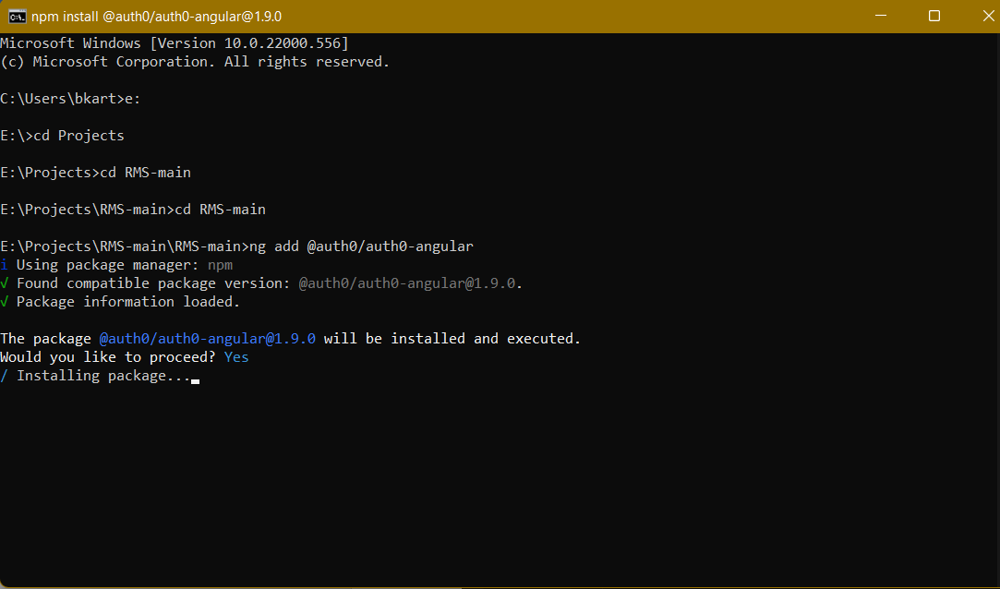 npm install @auth0/auth0-angular@1.9.0
Microsoft Windows [Version 10.0.22000.556]
(c) Microsoft Corporation. All rights reserved.
C:\Users\bkart>e:
E:\>cd Projects
E:\Projects>cd RMS-main
E:\Projects\RMS-main>cd RMS-main
E:\Projects\RMS-main\RMS-main>ng add @auth0/auth0-angular
i Using package manager: npm
√ Found compatible package version: @auth0/auth0-angular@1.9.0.
√ Package information loaded.
The package @auth0/auth0-angular@1.9.0 will be installed and executed.
Would you like to proceed? Yes
/ Installing package...